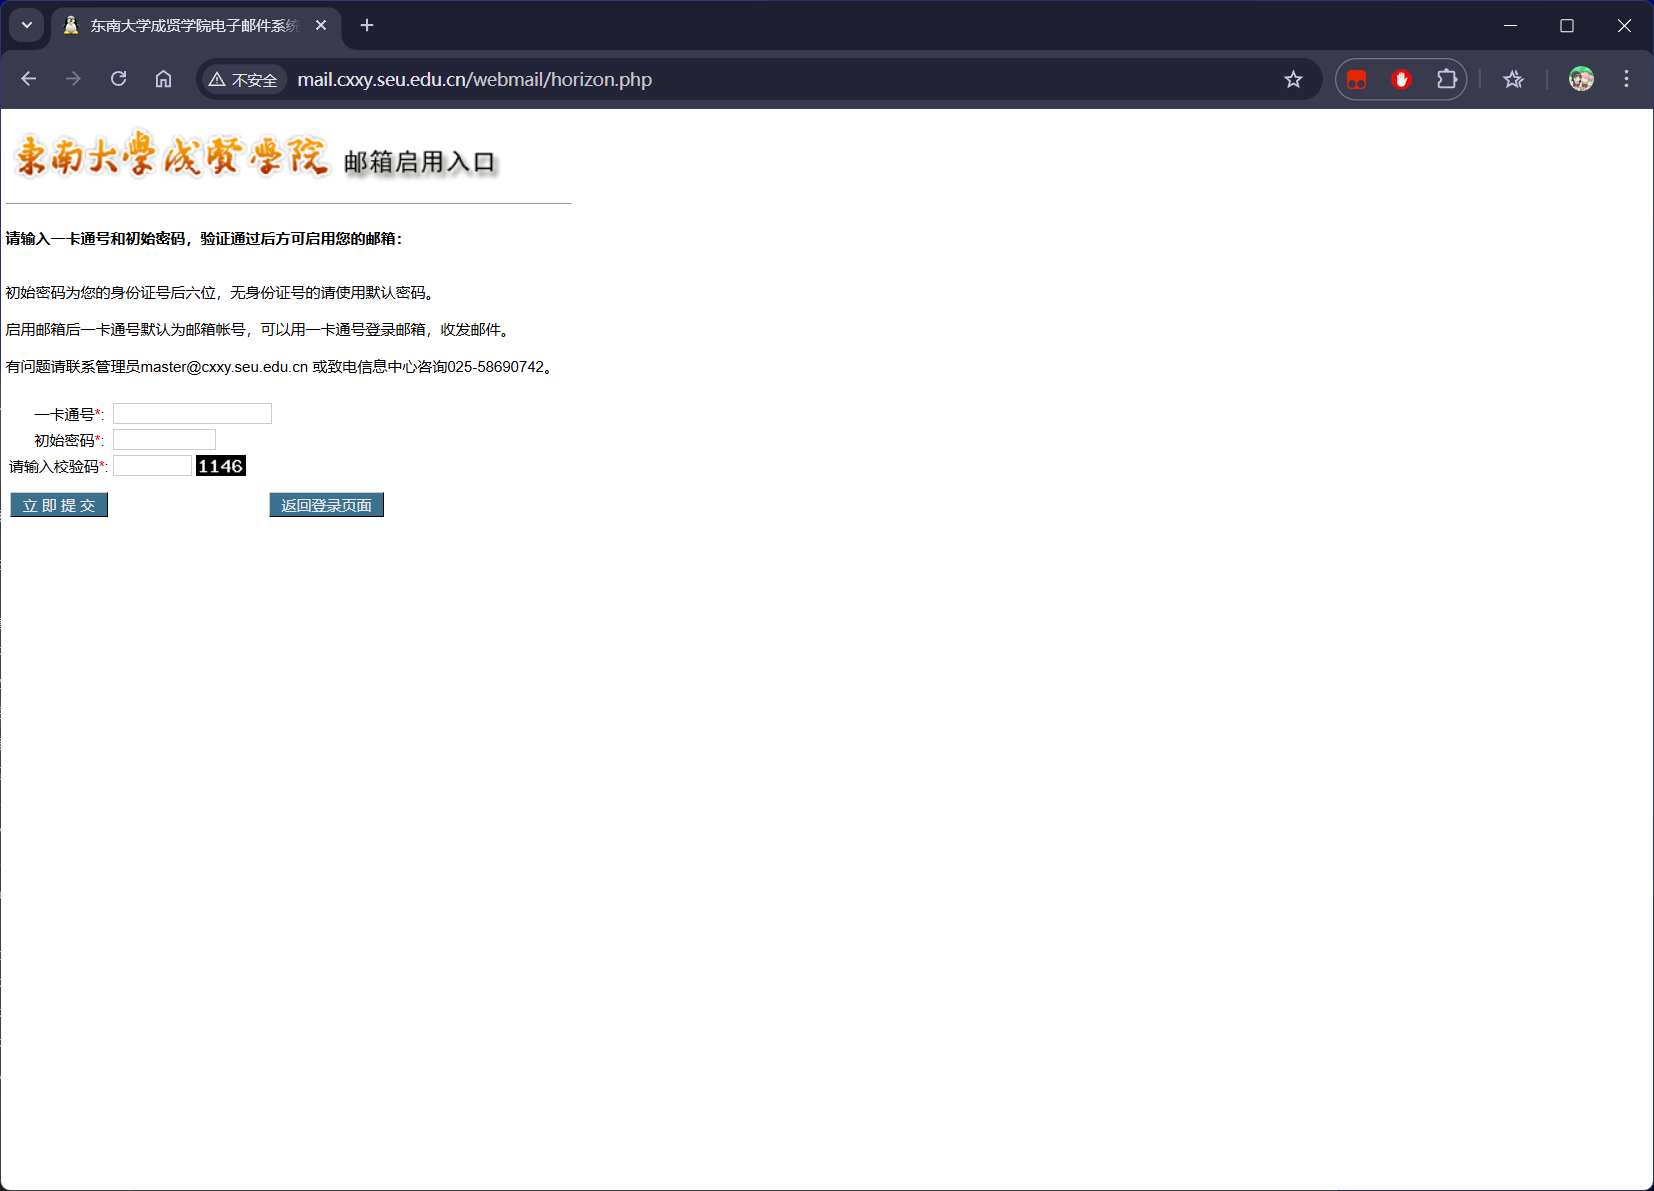 东南大学成贤学院电子邮件系统
不安全
mail.cxxy.seu.edu.cn/webmail/horizon.php
東南大學成賢學院 邮箱启用入口
请输入一卡通号和初始密码，验证通过后方可启用您的邮箱：
初始密码为您的身份证号后六位，无身份证号的请使用默认密码。
启用邮箱后一卡通号默认为邮箱帐号，可以用一卡通号登录邮箱，收发邮件。
有问题请联系管理员master@cxxy.seu.edu.cn 或致电信息中心咨询025-58690742。
一卡通号*:
初始密码*:
请输入校验码*: 1146
立 即 提 交 返回登录页面